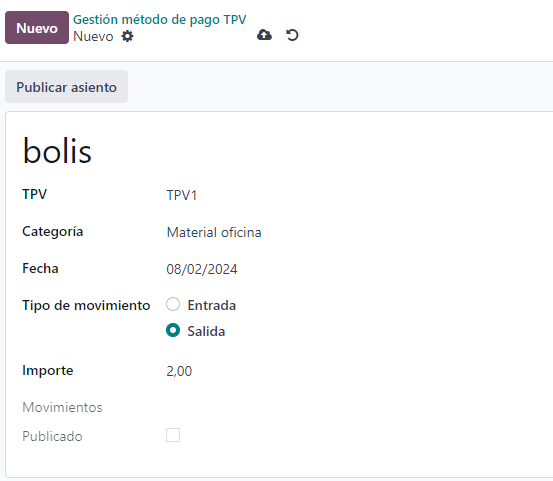 Nuevo
Gestión método de pago TPV
Nuevo
Publicar asiento
bolis
TPV TPV1
Categoría Material oficina
Fecha 08/02/2024
Tipo de movimiento Entrada
Salida
Importe 2,00
Movimientos
Publicado